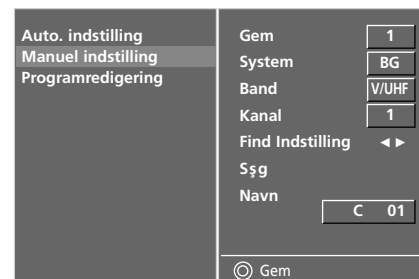 Auto. indstilling
Manuel indstilling
Programredigering
Gem 1
System BG
Band V/UHF
Kanal 1
Find Indstilling ◄►
Sşg
Navn
C 01
Gem